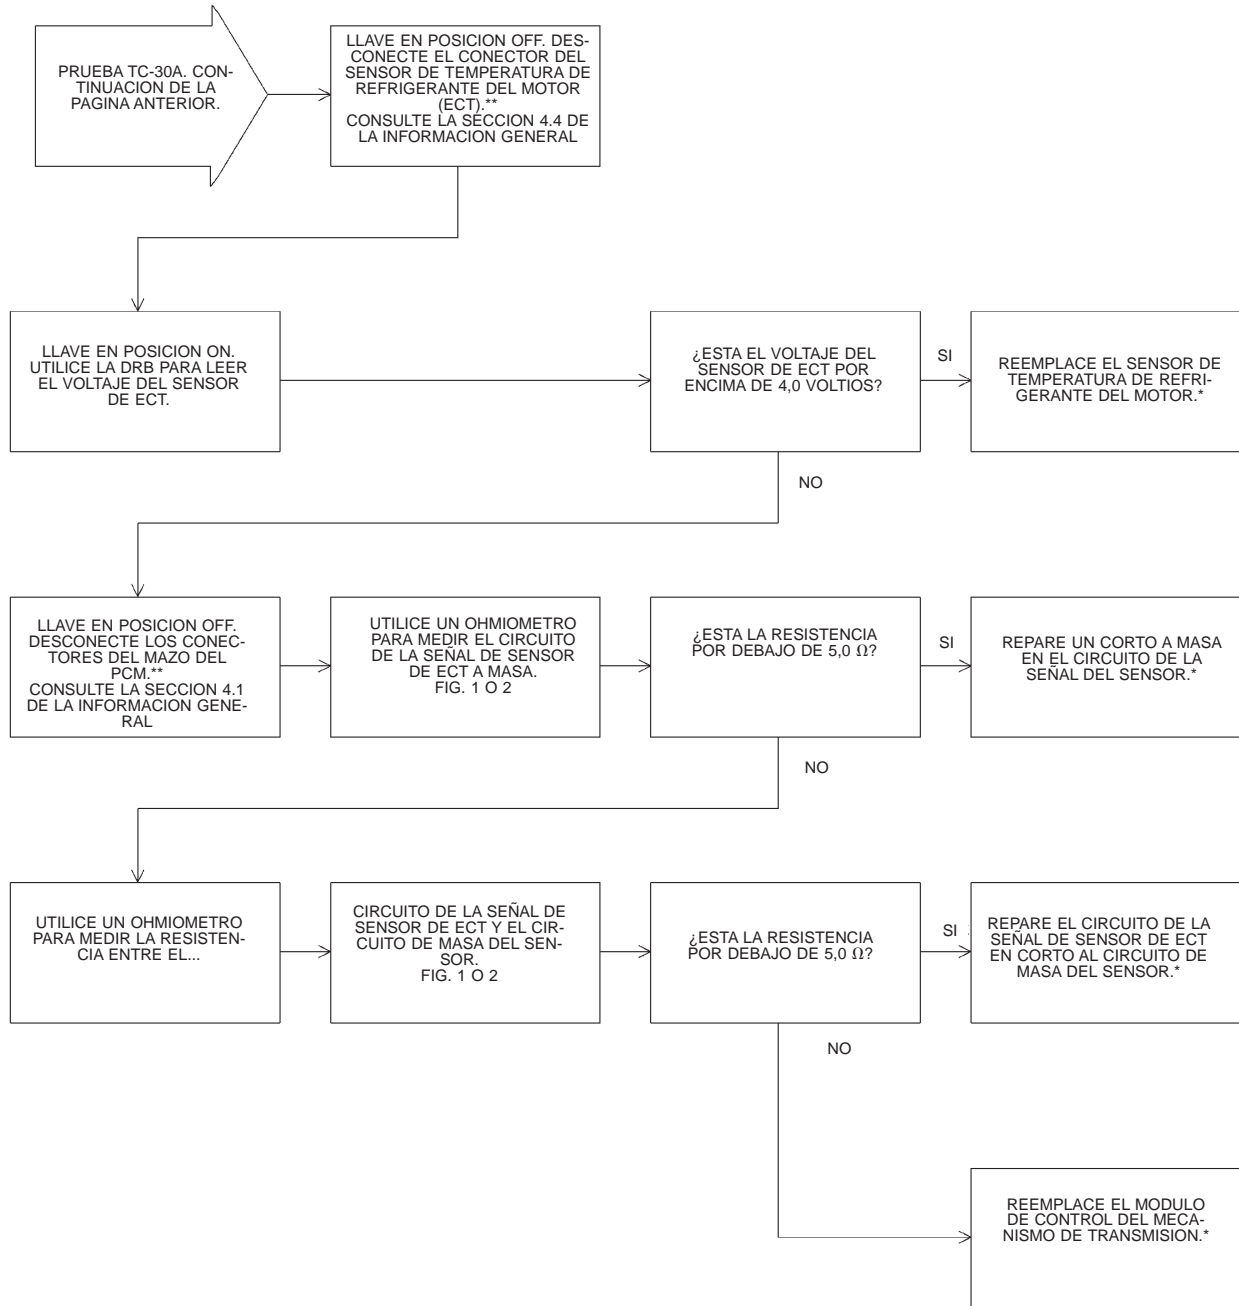 PRUEBA TC-30A. CON-
TINUACION DE LA
PAGINA ANTERIOR.
LLAVE EN POSICION OFF. DES-
CONECTE EL CONECTOR DEL
SENSOR DE TEMPERATURA DE
REFRIGERANTE DEL MOTOR
(ECT).**
CONSULTE LA SECCION 4.4 DE
LA INFORMACION GENERAL
LLAVE EN POSICION ON.
UTILICE LA DRB PARA LEER
EL VOLTAJE DEL SENSOR
DE ECT.
¿ESTA EL VOLTAJE DEL
SENSOR DE ECT POR
ENCIMA DE 4,0 VOLTIOS?
SI
REEMPLACE EL SENSOR DE
TEMPERATURA DE REFRI-
GERANTE DEL MOTOR.*
NO
LLAVE EN POSICION OFF.
DESCONECTE LOS CONEC-
TORES DEL MAZO DEL
PCM.**
CONSULTE LA SECCION 4.1
DE LA INFORMACION GENE-
RAL
UTILICE UN OHMIOMETRO
PARA MEDIR EL CIRCUITO
DE LA SEÑAL DE SENSOR
DE ECT A MASA.
FIG. 1 O 2
¿ESTA LA RESISTENCIA
POR DEBAJO DE 5,0 Ω?
SI
REPARE UN CORTO A MASA
EN EL CIRCUITO DE LA
SEÑAL DEL SENSOR.*
NO
UTILICE UN OHMIOMETRO
PARA MEDIR LA RESISTEN-
CIA ENTRE EL...
CIRCUITO DE LA SEÑAL DE
SENSOR DE ECT Y EL CIR-
CUITO DE MASA DEL SEN-
SOR.
FIG. 1 O 2
¿ESTA LA RESISTENCIA
POR DEBAJO DE 5,0 Ω?
SI
REPARE EL CIRCUITO DE LA
SEÑAL DE SENSOR DE ECT
EN CORTO AL CIRCUITO DE
MASA DEL SENSOR.*
NO
REEMPLACE EL MODULO
DE CONTROL DEL MECA-
NISMO DE TRANSMISION.*